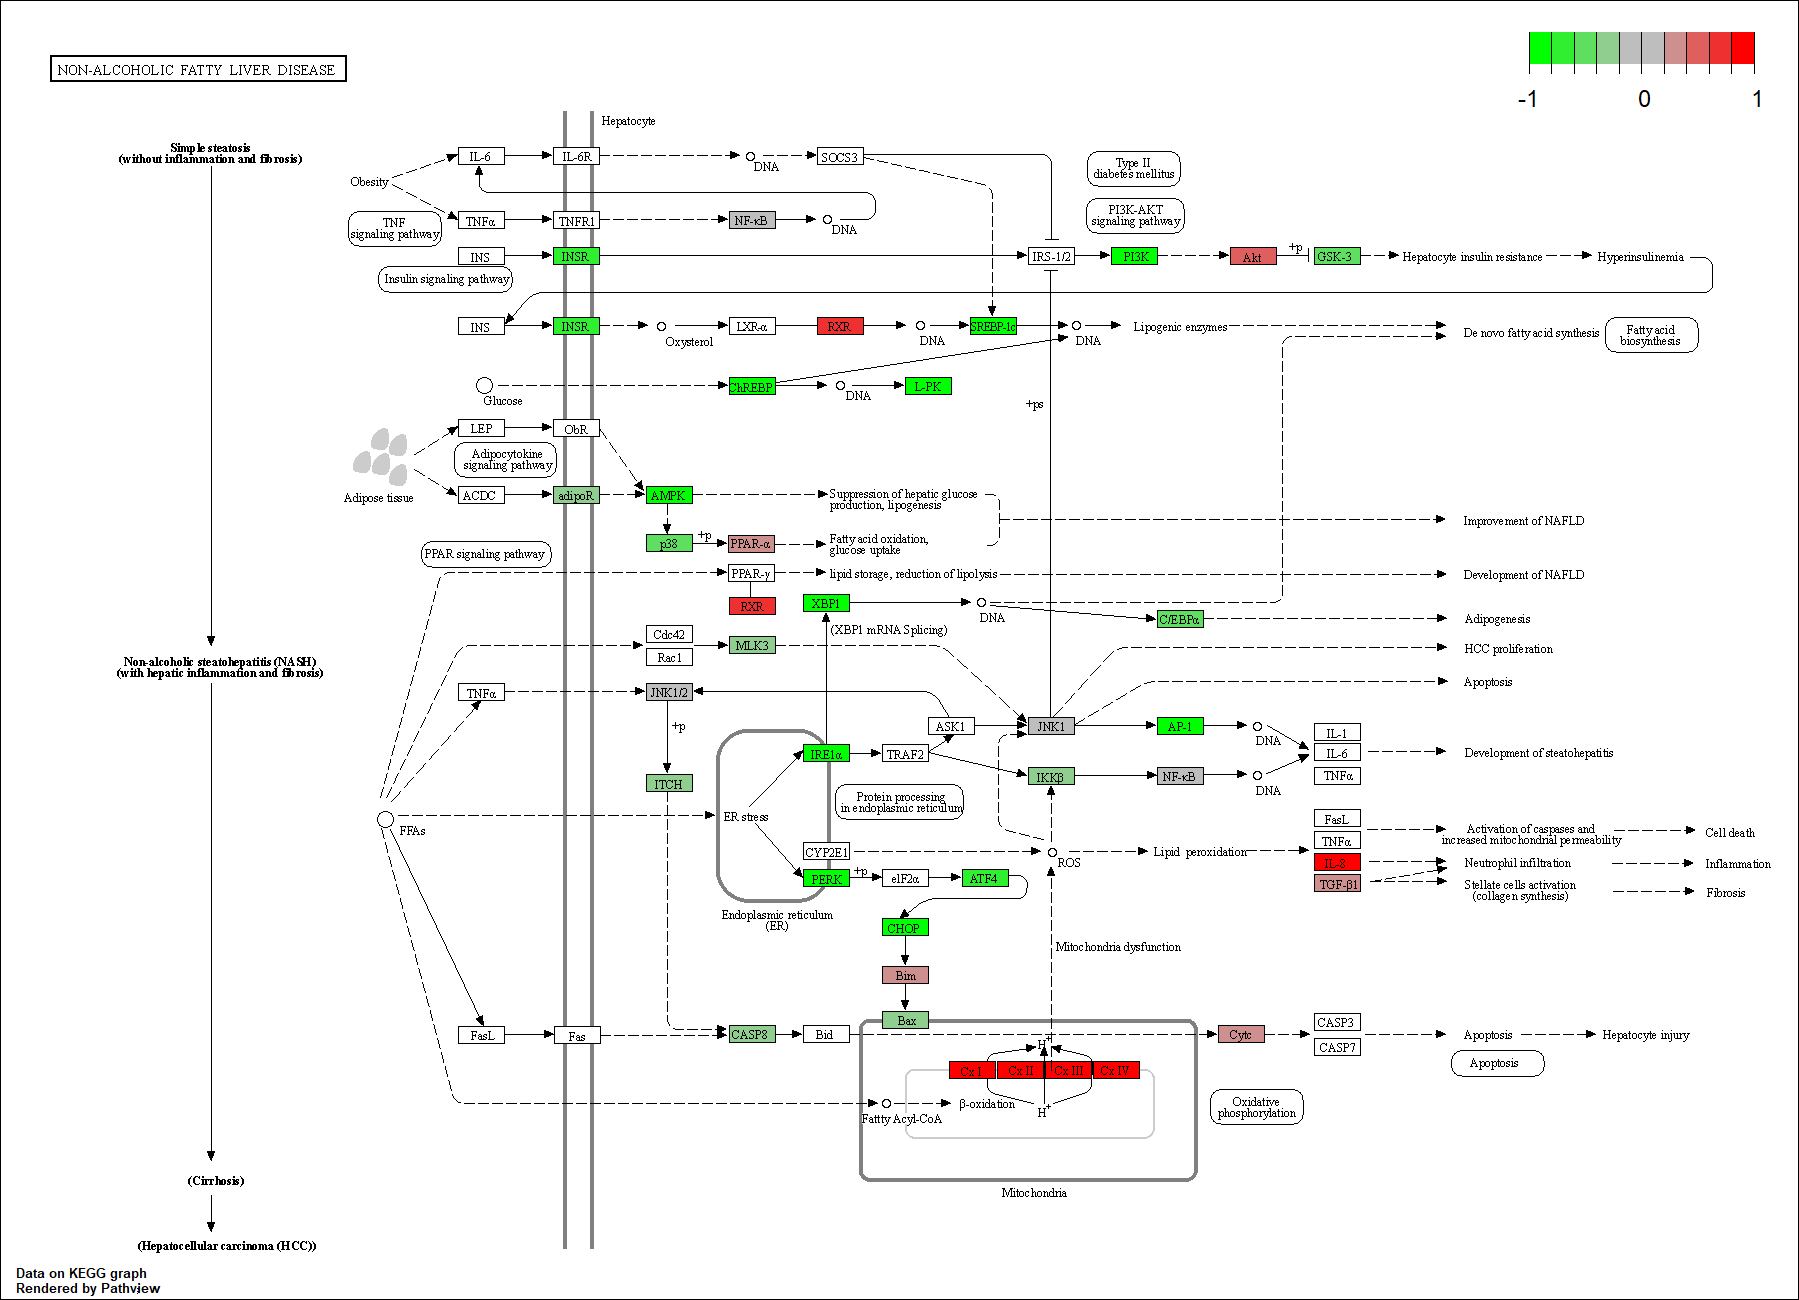 NON-ALCOHOLIC FATTY LIVER DISEASE
-1
0
1
Hepatocyte
Simple steatosis
(without inflammation and fibrosis)
Obesity
IL-6
IL-6R
DNA
SOCS3
Type II
diabetes mellitus
TNF
signaling pathway
TNFα
TNFR1
NF-κB
DNA
PI3K-AKT
signaling pathway
INS
INSR
IRS-1/2
PI3K
Akt
+p
GSK-3
Hepatocyte insulin resistance
Hyperinsulinemia
Insulin signaling pathway
INS
INSR
Oxysterol
LXR-α
RXR
DNA
SREBP-1c
DNA
Lipogenic enzymes
De novo fatty acid synthesis
Fatty acid
biosynthesis
Glucose
ChREBP
DNA
L-PK
+ps
LEP
ObR
Adipocytokine
signaling pathway
Adipose tissue
ACDC
adipoR
AMPK
Suppression of hepatic glucose
production, lipogenesis
Improvement of NAFLD
p38
+p
PPAR-α
Fatty acid oxidation,
glucose uptake
PPAR signaling pathway
PPAR-γ
lipid storage, reduction of lipolysis
Development of NAFLD
RXR
XBP1
DNA
C/EBPα
Adipogenesis
(XBP1 mRNA Splicing)
Cdc42
Rac1
MLK3
HCC proliferation
Non-alcoholic steatohepatitis (NASH)
(with hepatic inflammation and fibrosis)
TNFα
JNK1/2
Apoptosis
+p
ASK1
JNK1
AP-1
DNA
IL-1
IL-6
TNFα
Development of steatohepatitis
IRE1α
TRAF2
IKKβ
NF-κB
DNA
ITCH
Protein processing
in endoplasmic reticulum
ER stress
FFAs
CYP2E1
ROS
Lipid peroxidation
FasL
TNFα
IL-8
TGF-β1
Activation of caspases and
increased mitochondrial permeability
Cell death
Neutrophil infiltration
Inflammation
Stellate cells activation
(collagen synthesis)
Fibrosis
PERK
+p
eIF2α
ATF4
Endoplasmic reticulum
(ER)
CHOP
Mitochondria dysfunction
Bim
Bax
FasL
Fas
CASP8
Bid
Cytc
CASP3
CASP7
Apoptosis
Hepatocyte injury
Apoptosis
H+
Cx I
Cx II
Cx III
Cx IV
β-oxidation
H+
Fattty Acyl-CoA
Oxidative
phosphorylation
Mitochondria
(Cirrhosis)
(Hepatocellular carcinoma (HCC))
Data on KEGG graph
Rendered by Pathview